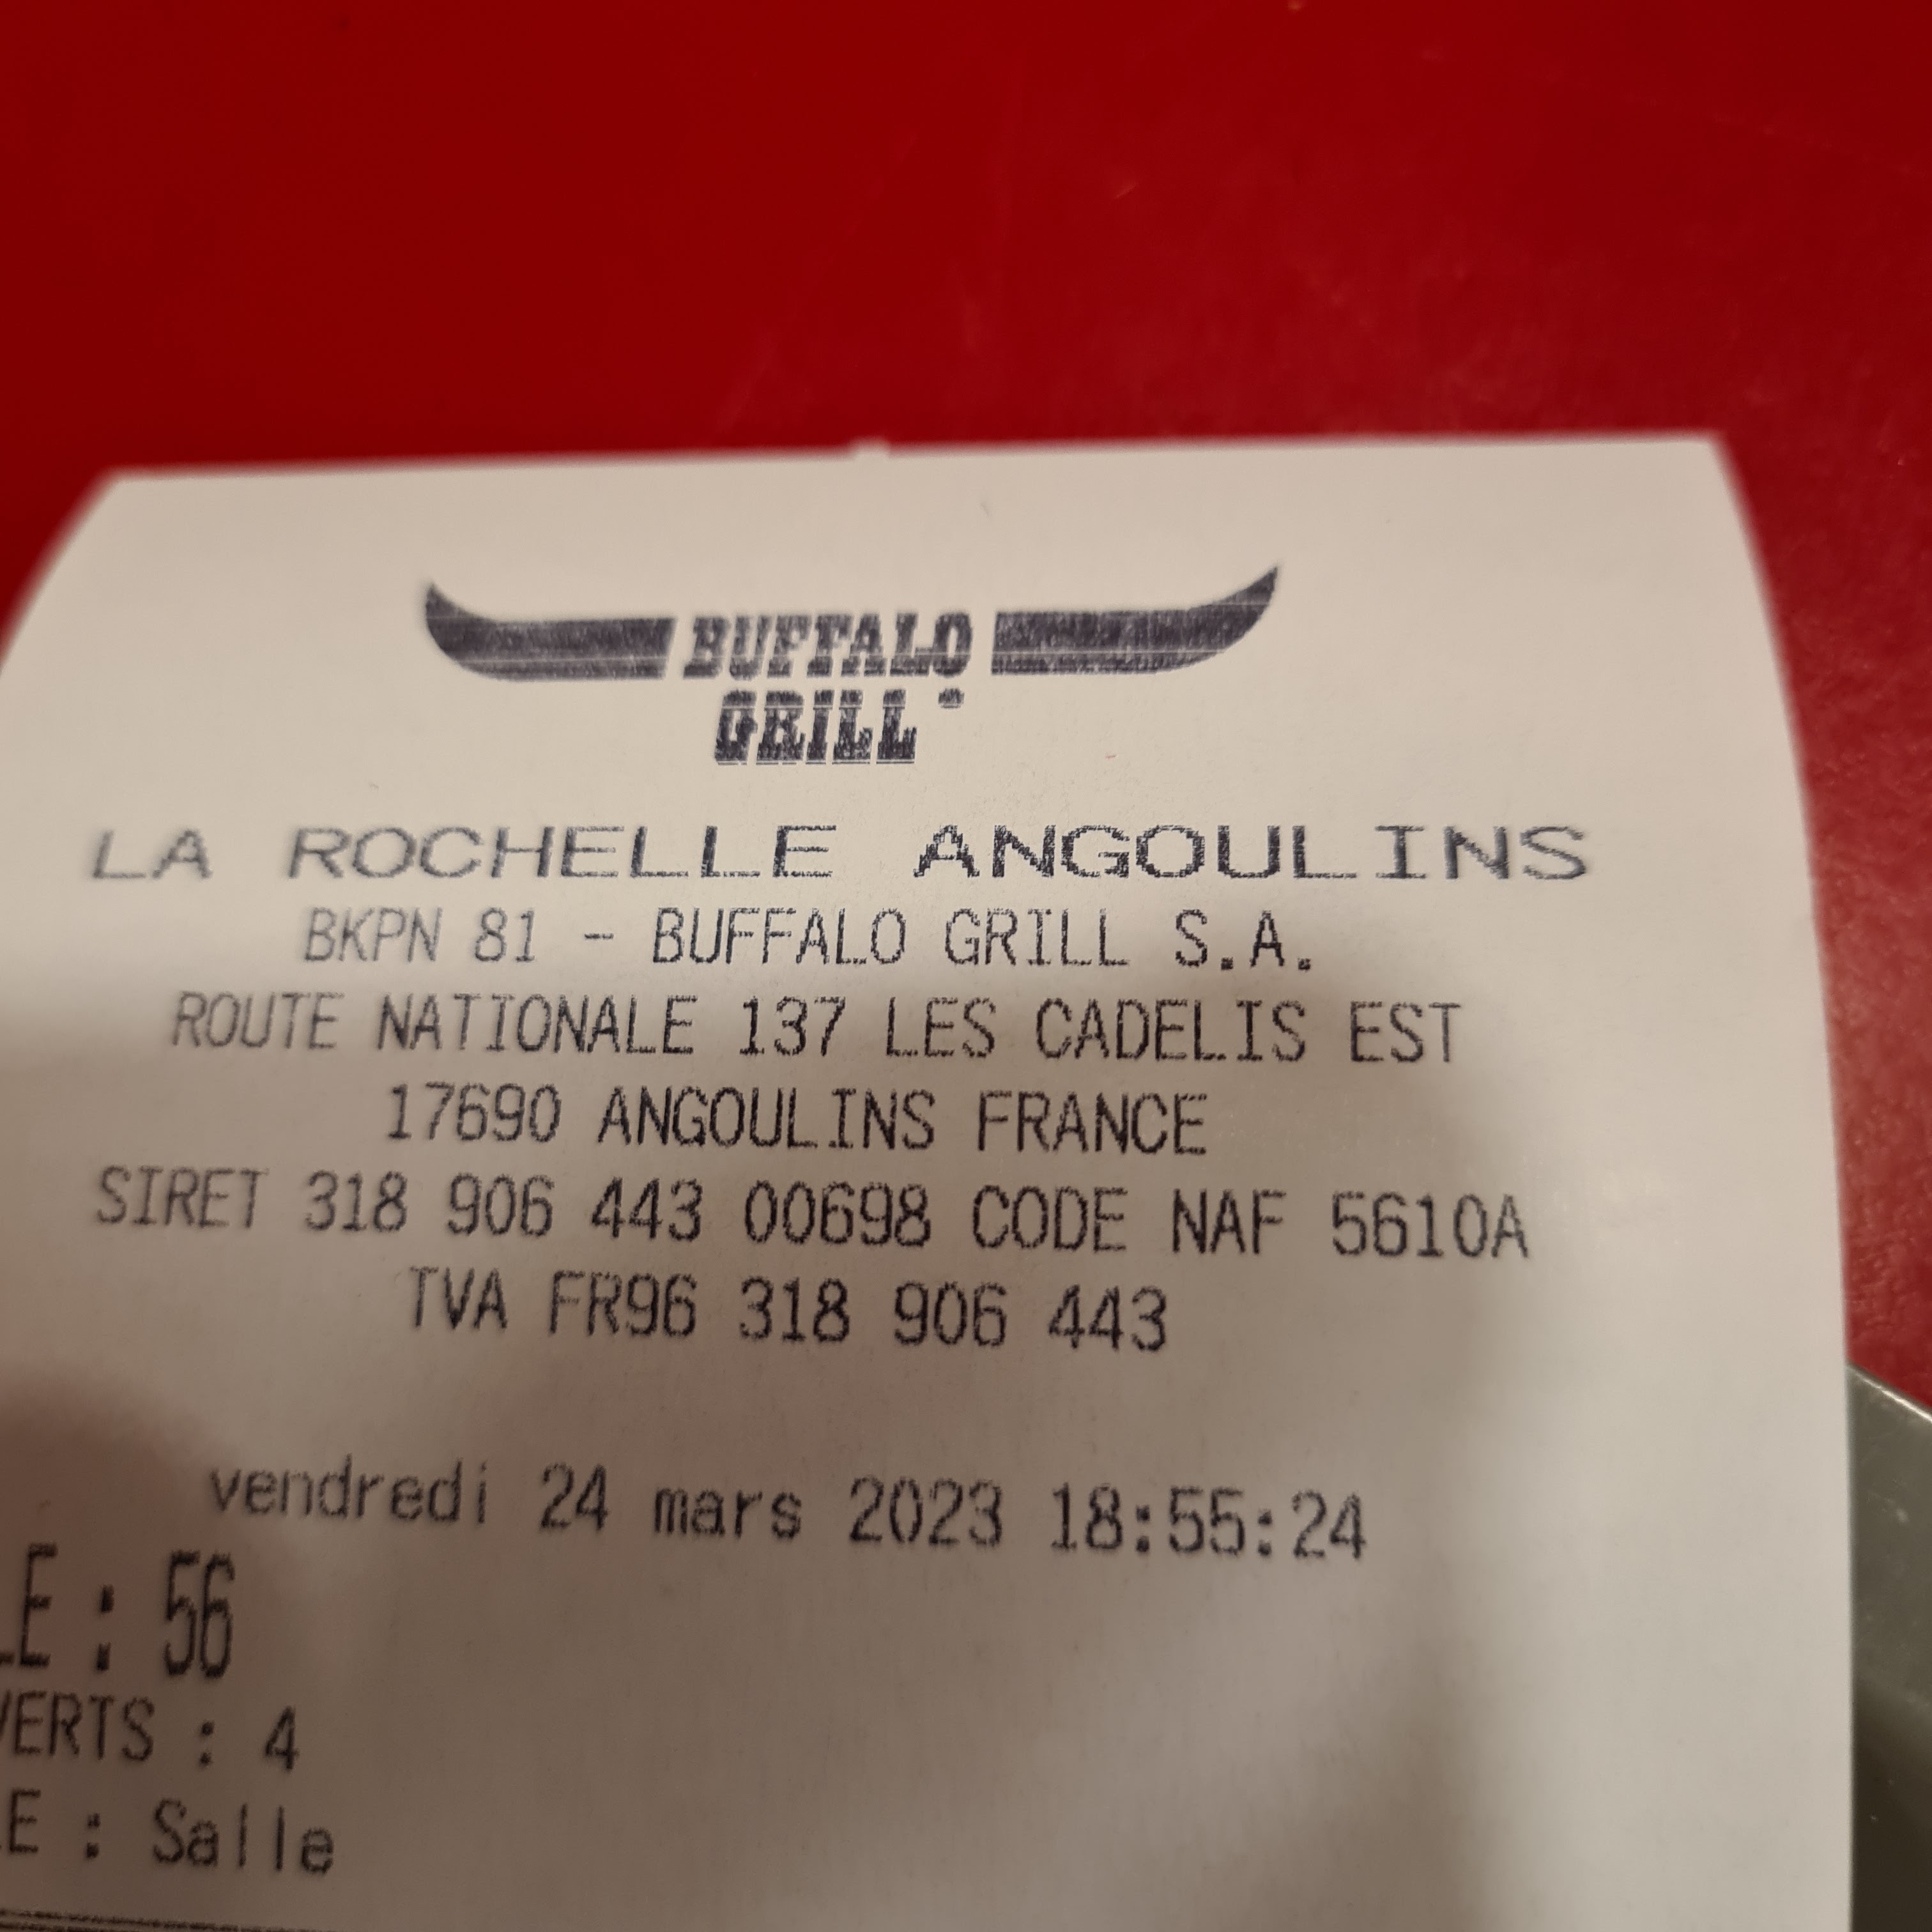 BUFFALO
GRILL
LA ROCHELLE ANGOULINS
BKPN 81 - BUFFALO GRILL S.A.
ROUTE NATIONALE 137 LES CADELIS EST
17690 ANGOULINS FRANCE
SIRET 318 906 443 00698 CODE NAF 5610A
TVA FR96 318 906 443
vendredi 24 mars 2023 18:55:24
LE : 56
VERTS : 4
LE : Salle